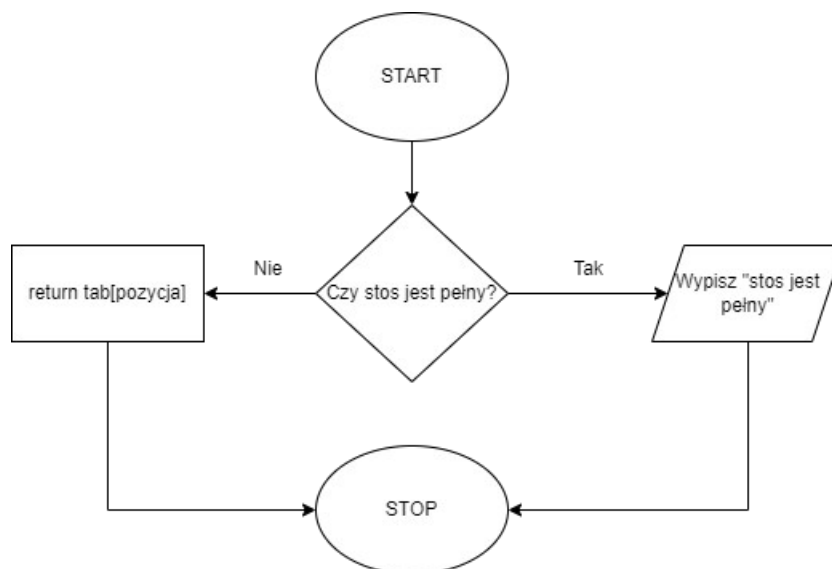 START
Nie
Tak
return tab[pozycja]
Czy stos jest pełny?
Wypisz "stos jest
pełny"
STOP